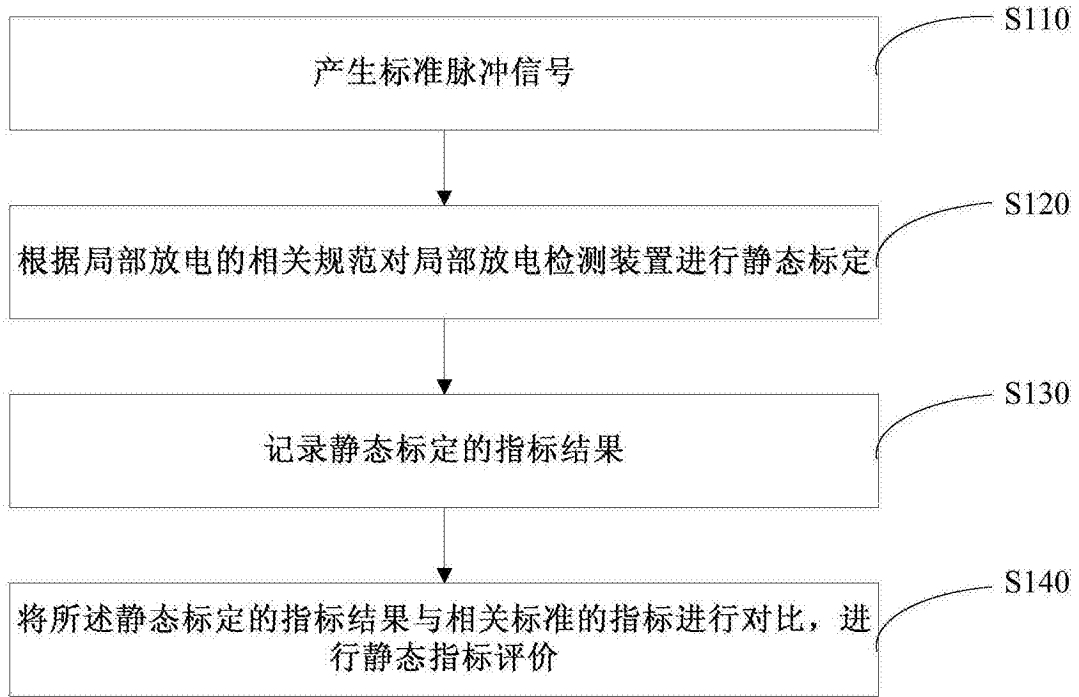 S110
产生标准脉冲信号
S120
根据局部放电的相关规范对局部放电检测装置进行静态标定
S130
记录静态标定的指标结果
S140
将所述静态标定的指标结果与相关标准的指标进行对比，进
行静态指标评价